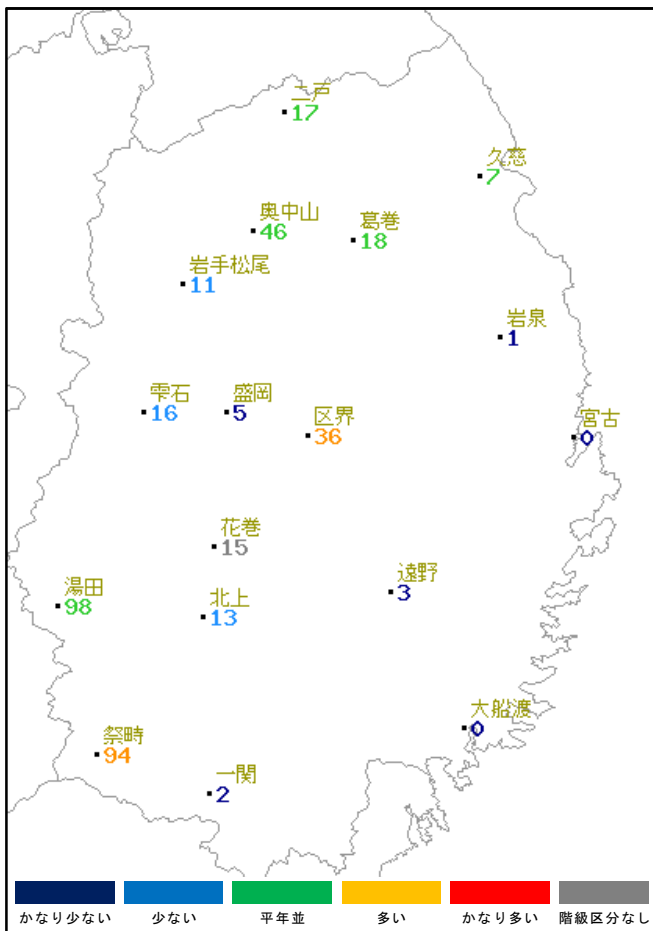 二戸
17
久慈
7
奥中山
46
葛巻
18
岩手松尾
11
岩泉
1
雫石
16
盛岡
5
区界
36
宮古
0
花巻
15
湯田
98
北上
13
遠野
3
大船渡
0
祭畤
94
一関
2
かなり少ない 少ない 平年並 多い かなり多い 階級区分なし